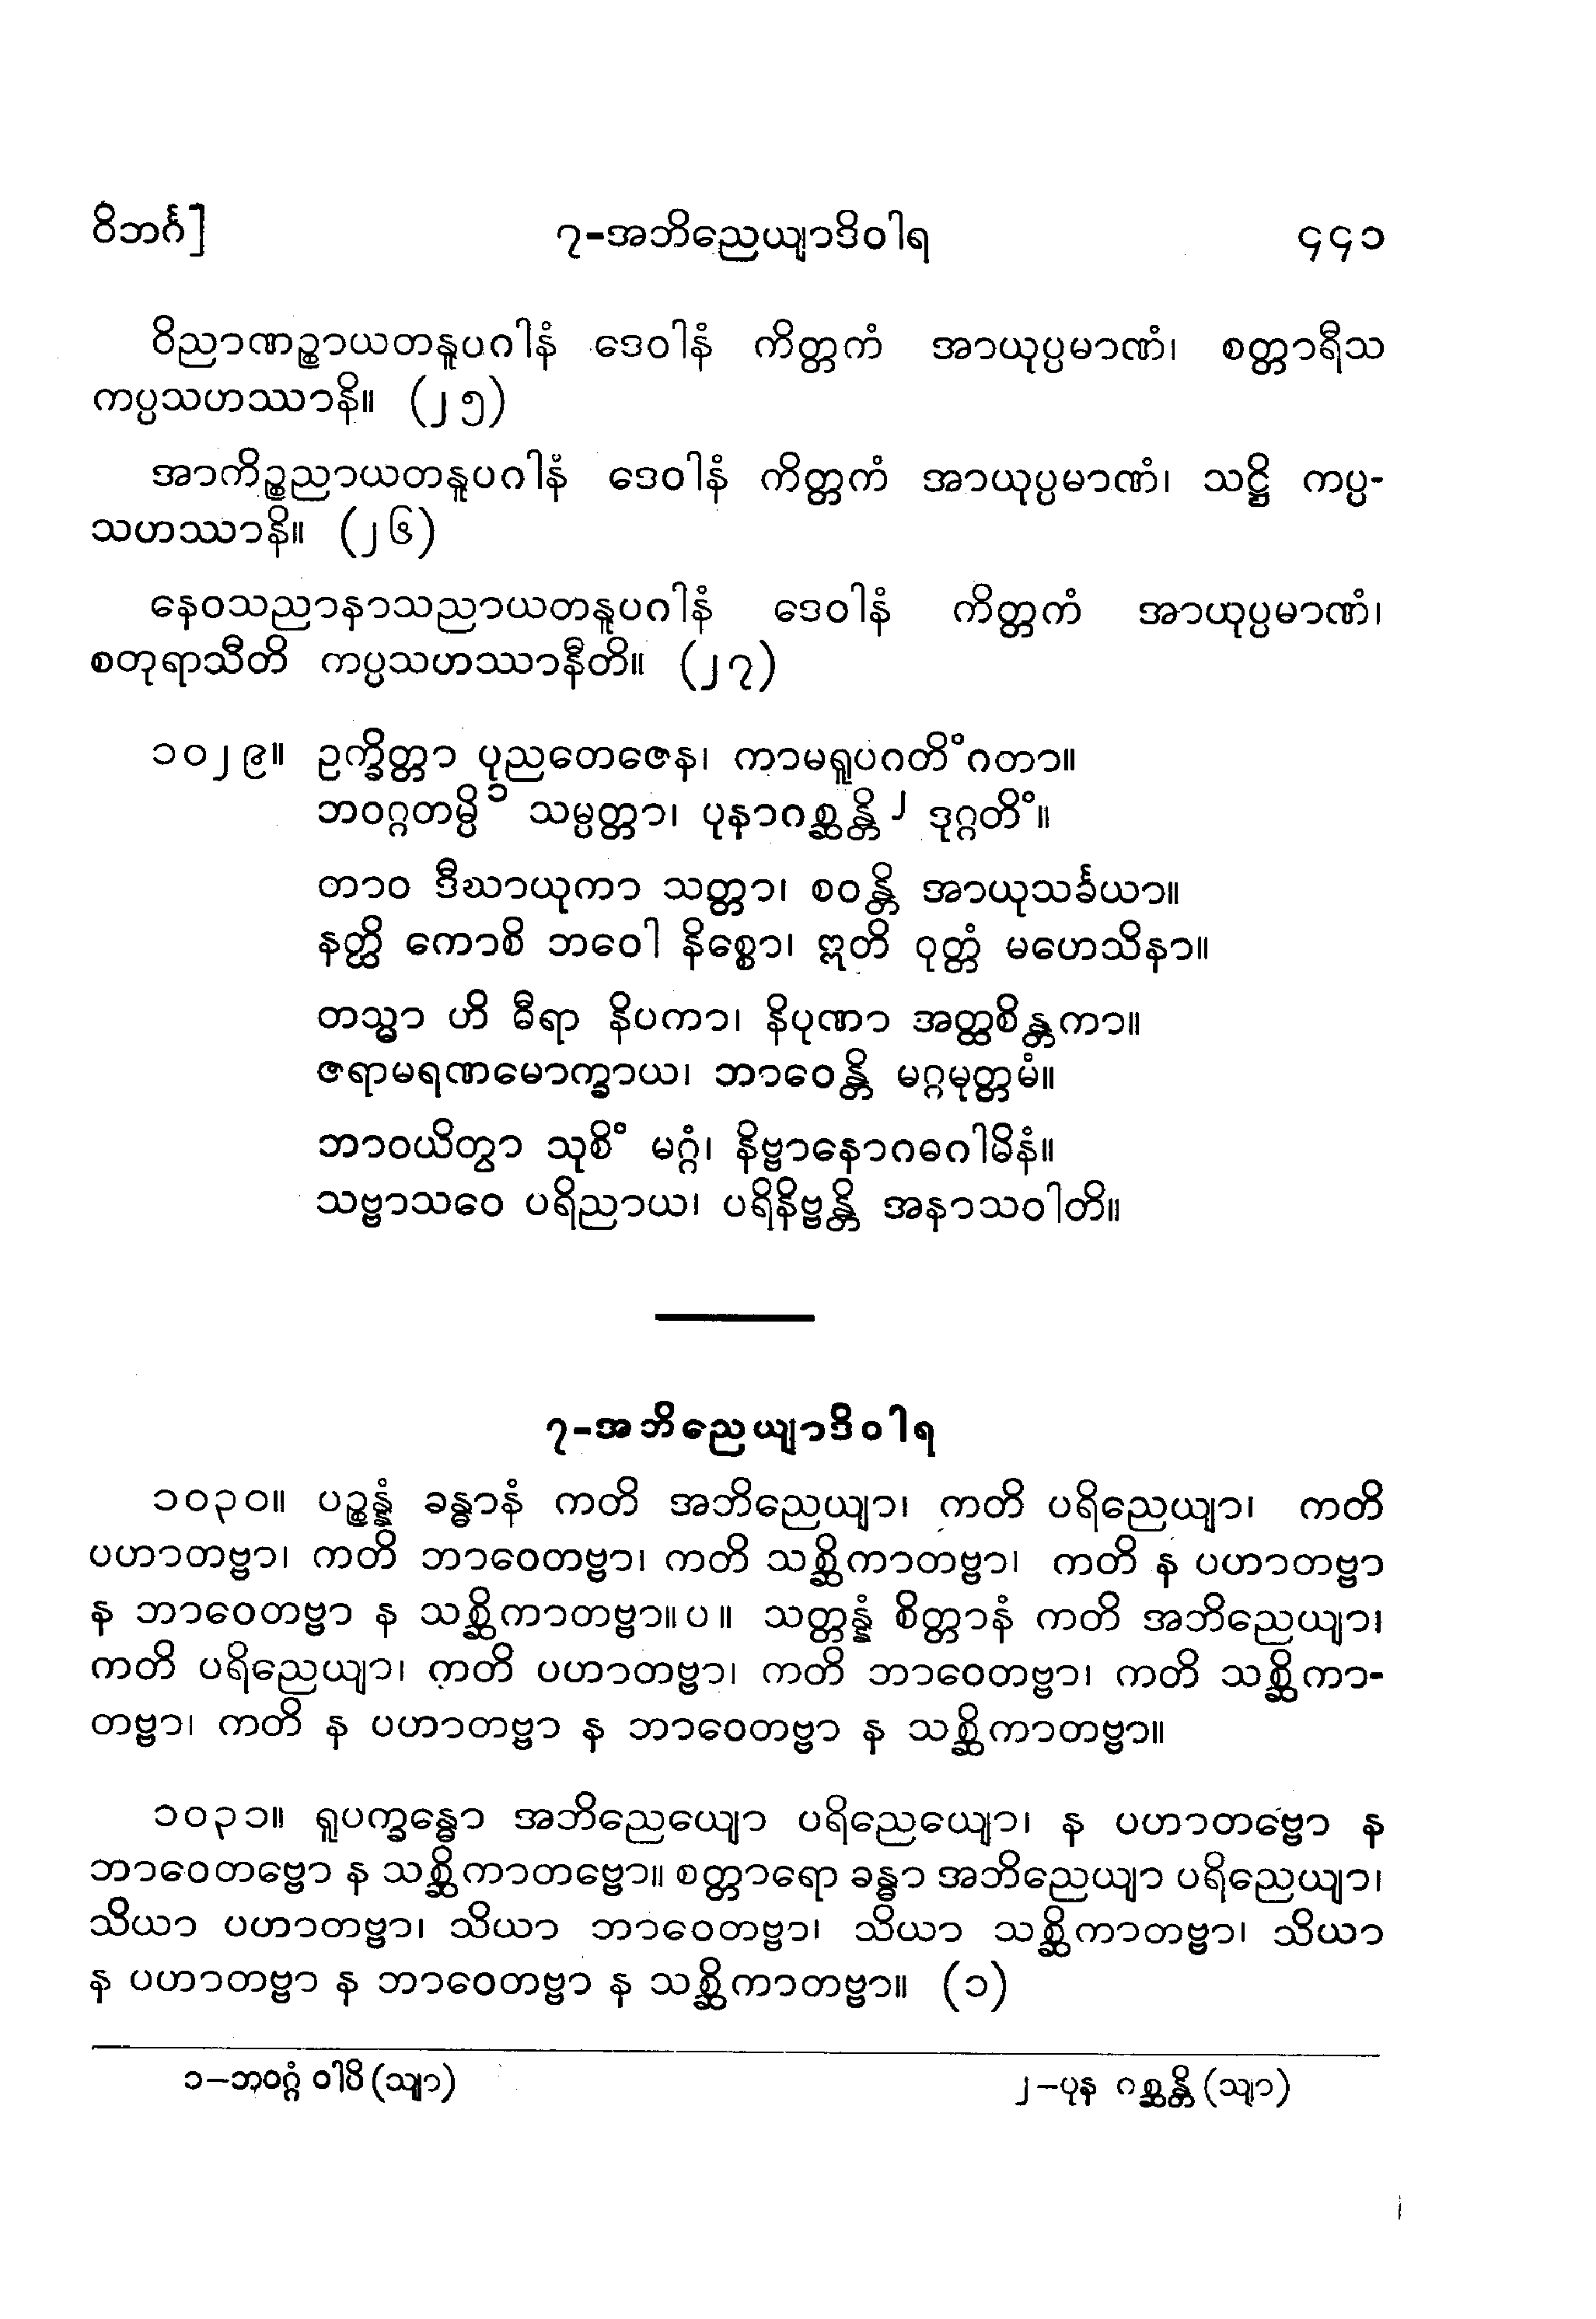 ဝိဘင်္ဂ] ၇-အဘိညေယျာဒိဝါရ ၄၄၁
ဝိညာဏဉ္စာယတနူပဂါနံ ဒေဝါနံ ကိတ္တကံ အာယုပ္ပမာဏံ၊ စတ္တာရီသ
ကပ္ပသဟဿာနိ။ (၂၅)
အာကိဉ္စညာယတနူပဂါနံ ဒေဝါနံ ကိတ္တကံ အာယုပ္ပမာဏံ၊ သဋ္ဌိ ကပ္ပ-
သဟဿာနိ။ (၂၆)
နေဝသညာနာသညာယတနူပဂါနံ ဒေဝါနံ ကိတ္တကံ အာယုပ္ပမာဏံ၊
စတုရာသီတိ ကပ္ပသဟဿာနီတိ။ (၂၇)
၁၀၂၉။ ဥက္ခိတ္တာ ပုညတေဇေန၊ ကာမရူပဂတိံ ဂတာ။
ဘဝဂ္ဂတမ္ပိ ၁ သမ္ပတ္တာ၊ ပုနာဂစ္ဆန္တိ ၂ ဒုဂ္ဂတိံ။
တာဝ ဒီဃာယုကာ သတ္တာ၊ စဝန္တိ အာယုသင်္ခယာ။
နတ္ထိ ကောစိ ဘဝေါ နိစ္စော၊ ဣတိ ဝုတ္တံ မဟေသိနာ။
တသ္မာ ဟိ ဓီရာ နိပကာ၊ နိပုဏာ အတ္ထစိန္တကာ။
ဇရာမရဏမောက္ခာယ၊ ဘာဝေန္တိ မဂ္ဂမုတ္တမံ။
ဘာဝယိတွာ သုစိံ မဂ္ဂံ၊ နိဗ္ဗာနောဂဓဂါမိနံ။
သဗ္ဗာသဝေ ပရိညာယ၊ ပရိနိဗ္ဗန္တိ အနာသဝါတိ။
၇-အဘိညေယျာဒိဝါရ
၁၀၃၀။ ပဉ္စန္နံ ခန္ဓာနံ ကတိ အဘိညေယျာ၊ ကတိ ပရိညေယျာ၊ ကတိ
ပဟာတဗ္ဗာ၊ ကတိ ဘာဝေတဗ္ဗာ၊ ကတိ သစ္ဆိကာတဗ္ဗာ၊ ကတိ န ပဟာတဗ္ဗာ
န ဘာဝေတဗ္ဗာ န သစ္ဆိကာတဗ္ဗာ။ပ။ သတ္တန္နံ စိတ္တာနံ ကတိ အဘိညေယျာ၊
ကတိ ပရိညေယျာ၊ ကတိ ပဟာတဗ္ဗာ၊ ကတိ ဘာဝေတဗ္ဗာ၊ ကတိ သစ္ဆိကာ-
တဗ္ဗာ၊ ကတိ န ပဟာတဗ္ဗာ န ဘာဝေတဗ္ဗာ န သစ္ဆိကာတဗ္ဗာ။
၁၀၃၁။ ရူပက္ခန္ဓော အဘိညေယျော ပရိညေယျော၊ န ပဟာတဗ္ဗော န
ဘာဝေတဗ္ဗော န သစ္ဆိကာတဗ္ဗော။ စတ္တာရော ခန္ဓာ အဘိညေယျာ ပရိညေယျာ၊
သိယာ ပဟာတဗ္ဗာ၊ သိယာ ဘာဝေတဗ္ဗာ၊ သိယာ သစ္ဆိကာတဗ္ဗာ၊ သိယာ
န ပဟာတဗ္ဗာ န ဘာဝေတဗ္ဗာ န သစ္ဆိကာတဗ္ဗာ။ (၁)
၁-ဘဝဂ္ဂံ ဝါပိ (သျာ) ၂-ပုန ဂစ္ဆန္တိ (သျာ)